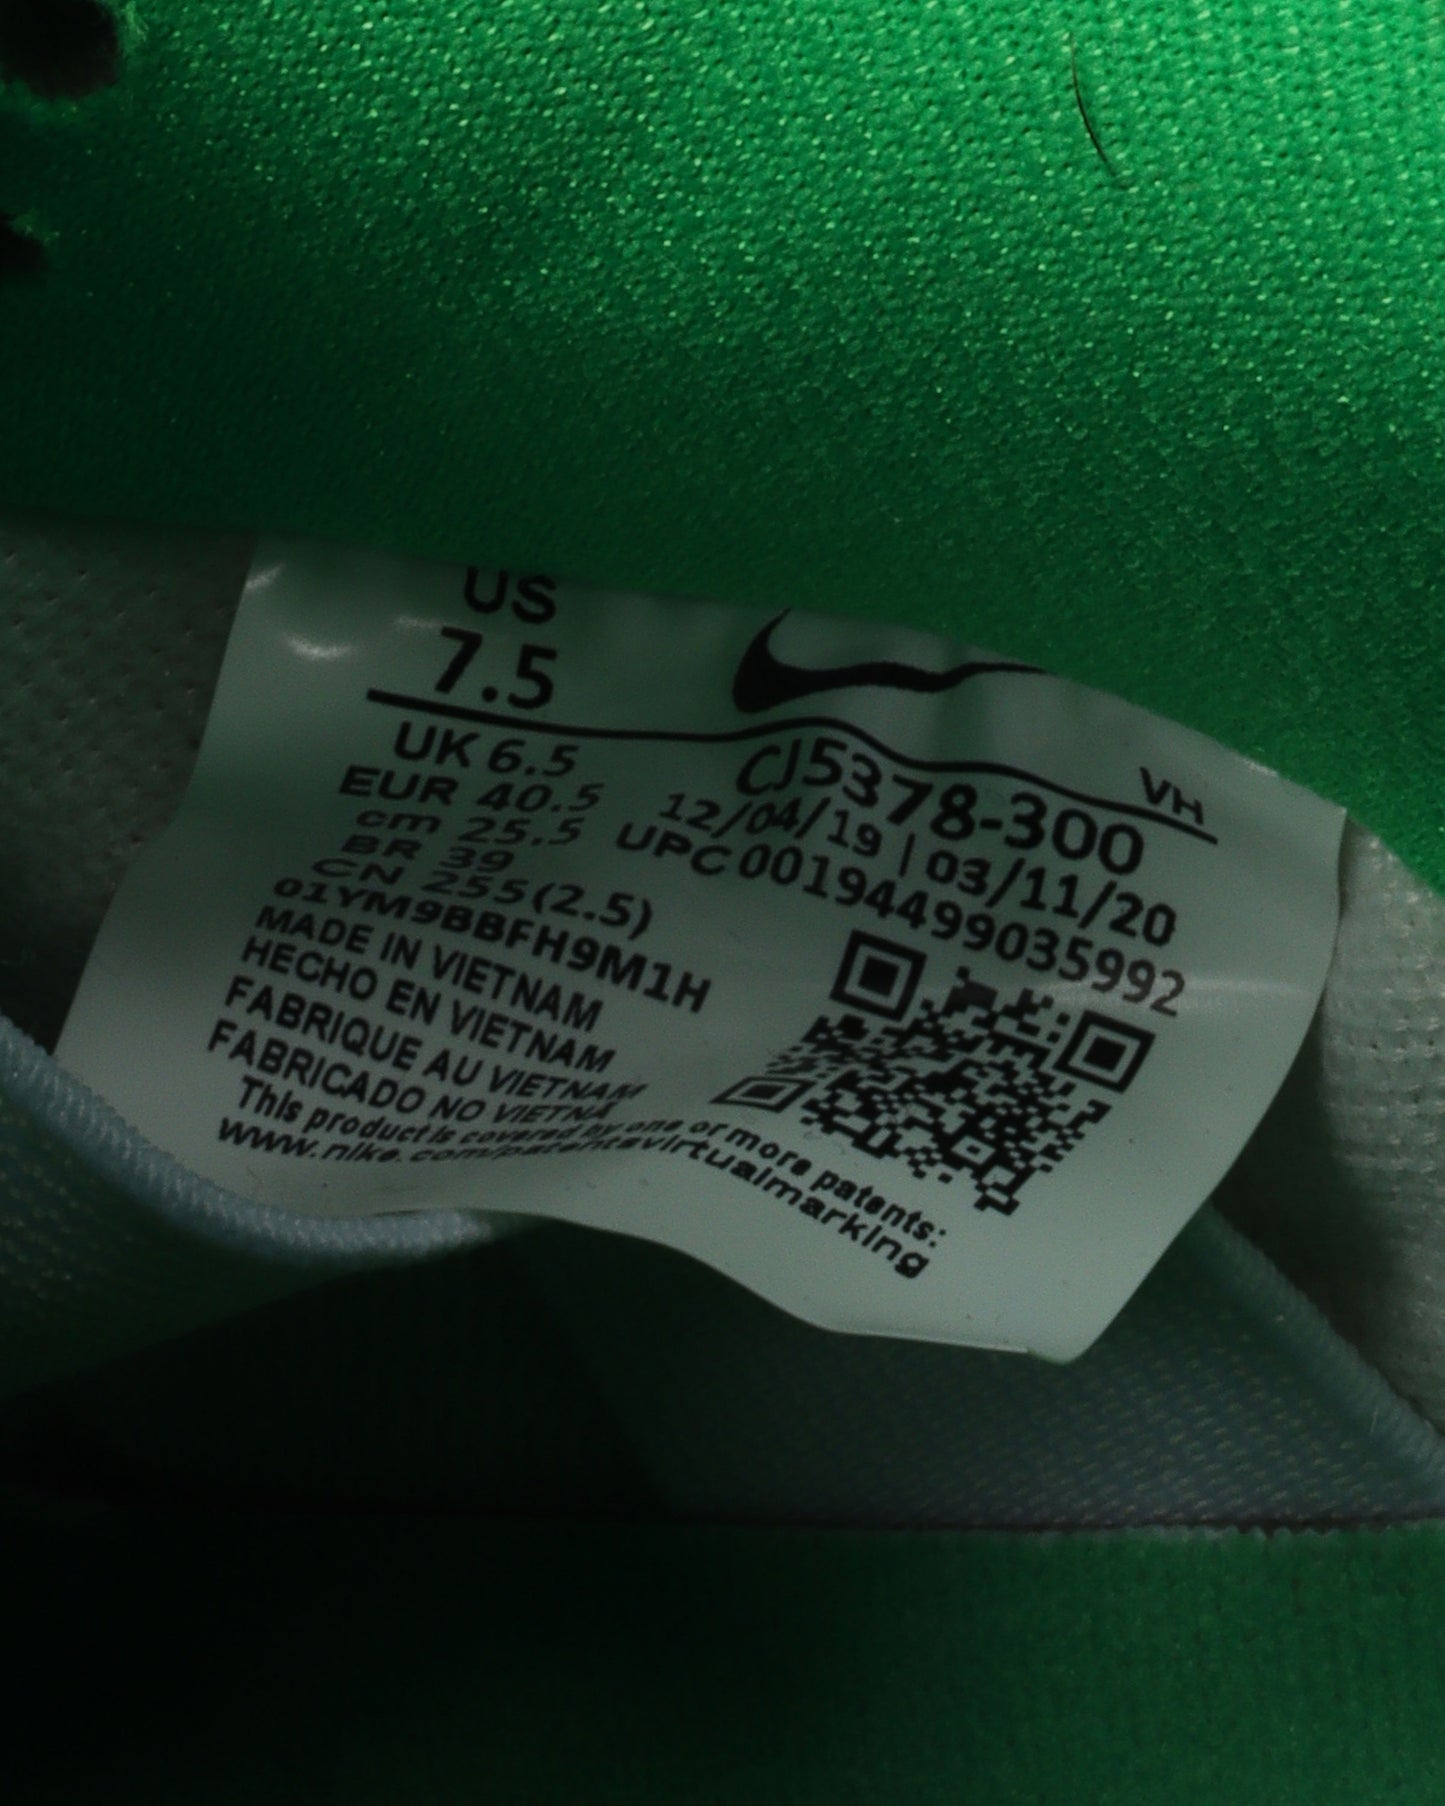 US
7.5
UK 6.5
EUR 40.5
cm 25.5
BR 39
CN 255(2.5)
01YM9BBFH9M1H
MADE IN VIETNAM
HECHO EN VIETNAM
FABRIQUE AU VIETNAM
FABRICADO NO VIETNÃ
VH
CJ5378-300
12/04/19 | 03/11/20
UPC 00194499035992
This product is covered by one or more patents:
www.nike.com/patentsvirtualmarking